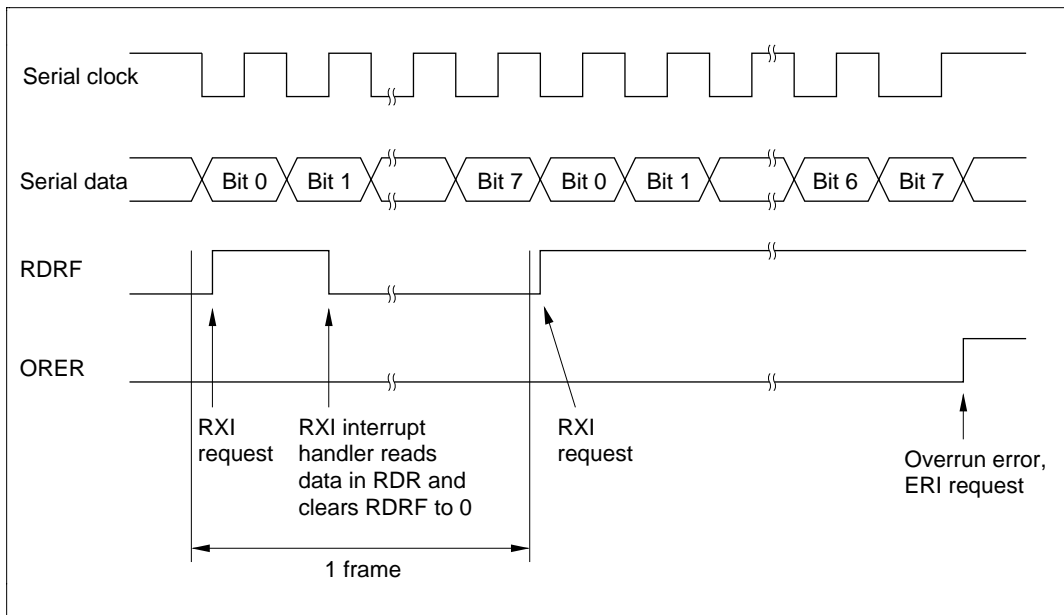 Serial clock
Serial data
Bit 0
Bit 1
Bit 7
Bit 0
Bit 1
Bit 6
Bit 7
RDRF
ORER
RXI
request
RXI interrupt
handler reads
data in RDR and
clears RDRF to 0
RXI
request
Overrun error,
ERI request
1 frame